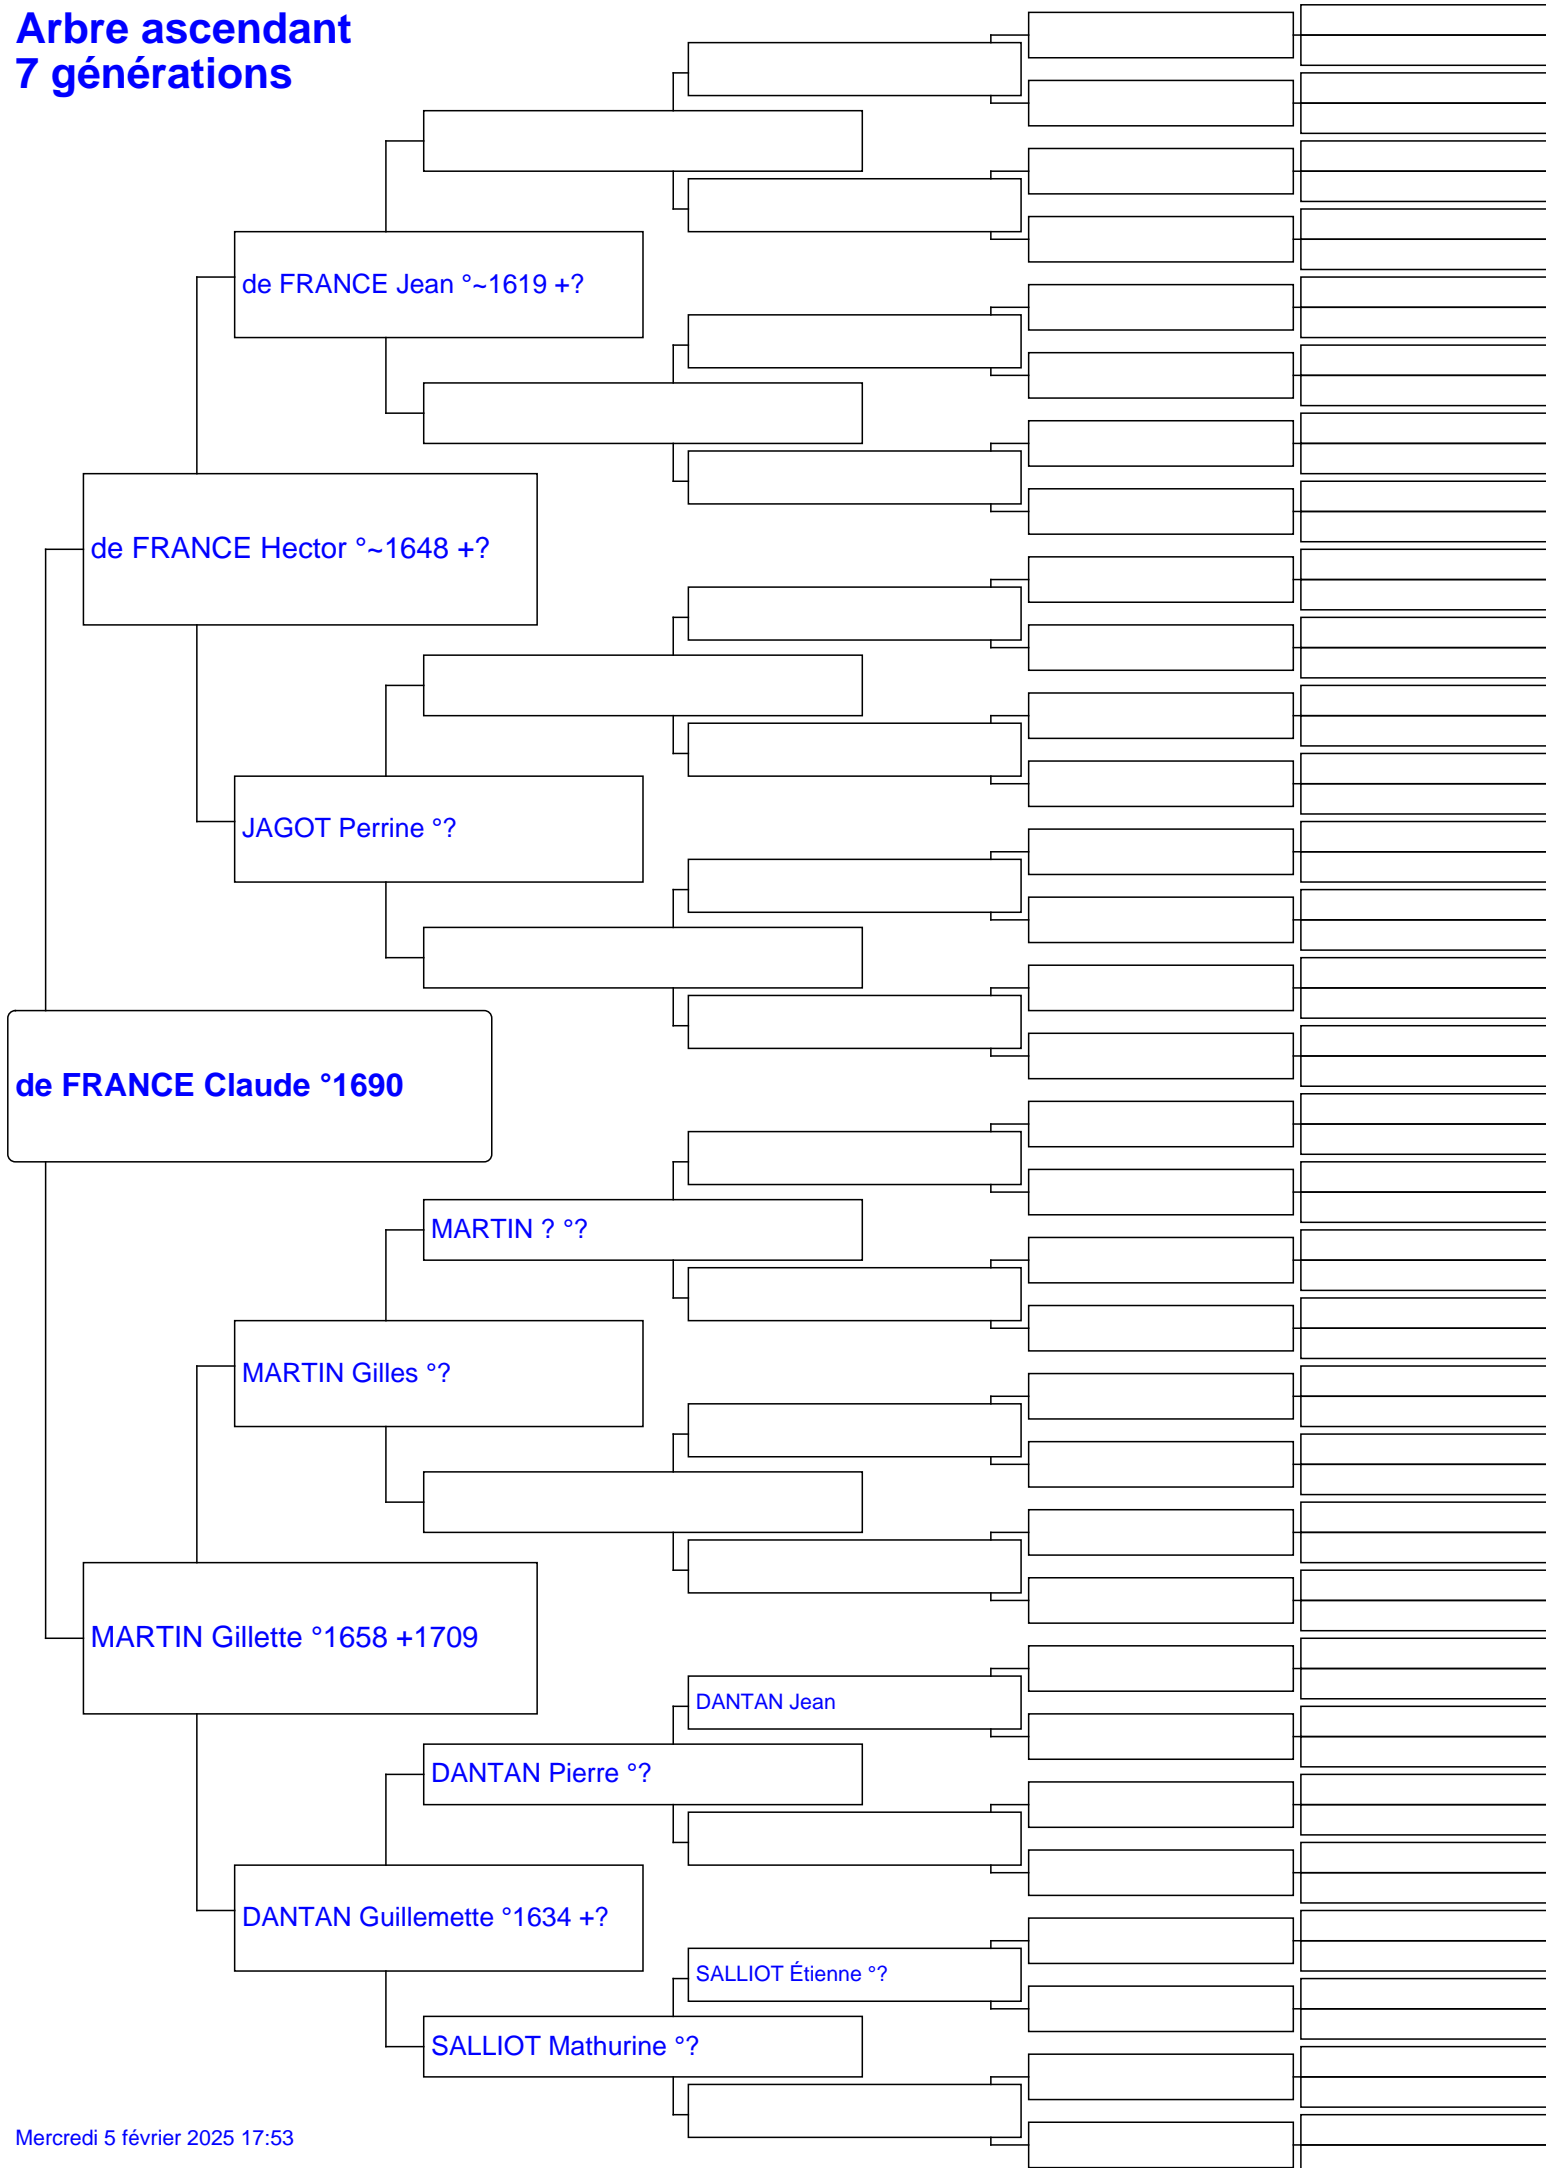 Arbre ascendant
7 générations
de FRANCE Jean °~1619 +?
de FRANCE Hector °~1648 +?
JAGOT Perrine °?
de FRANCE Claude °1690
MARTIN ? °?
MARTIN Gilles °?
MARTIN Gillette °1658 +1709
DANTAN Jean
DANTAN Pierre °?
DANTAN Guillemette °1634 +?
SALLIOT Étienne °?
SALLIOT Mathurine °?
Mercredi 5 février 2025 17:53